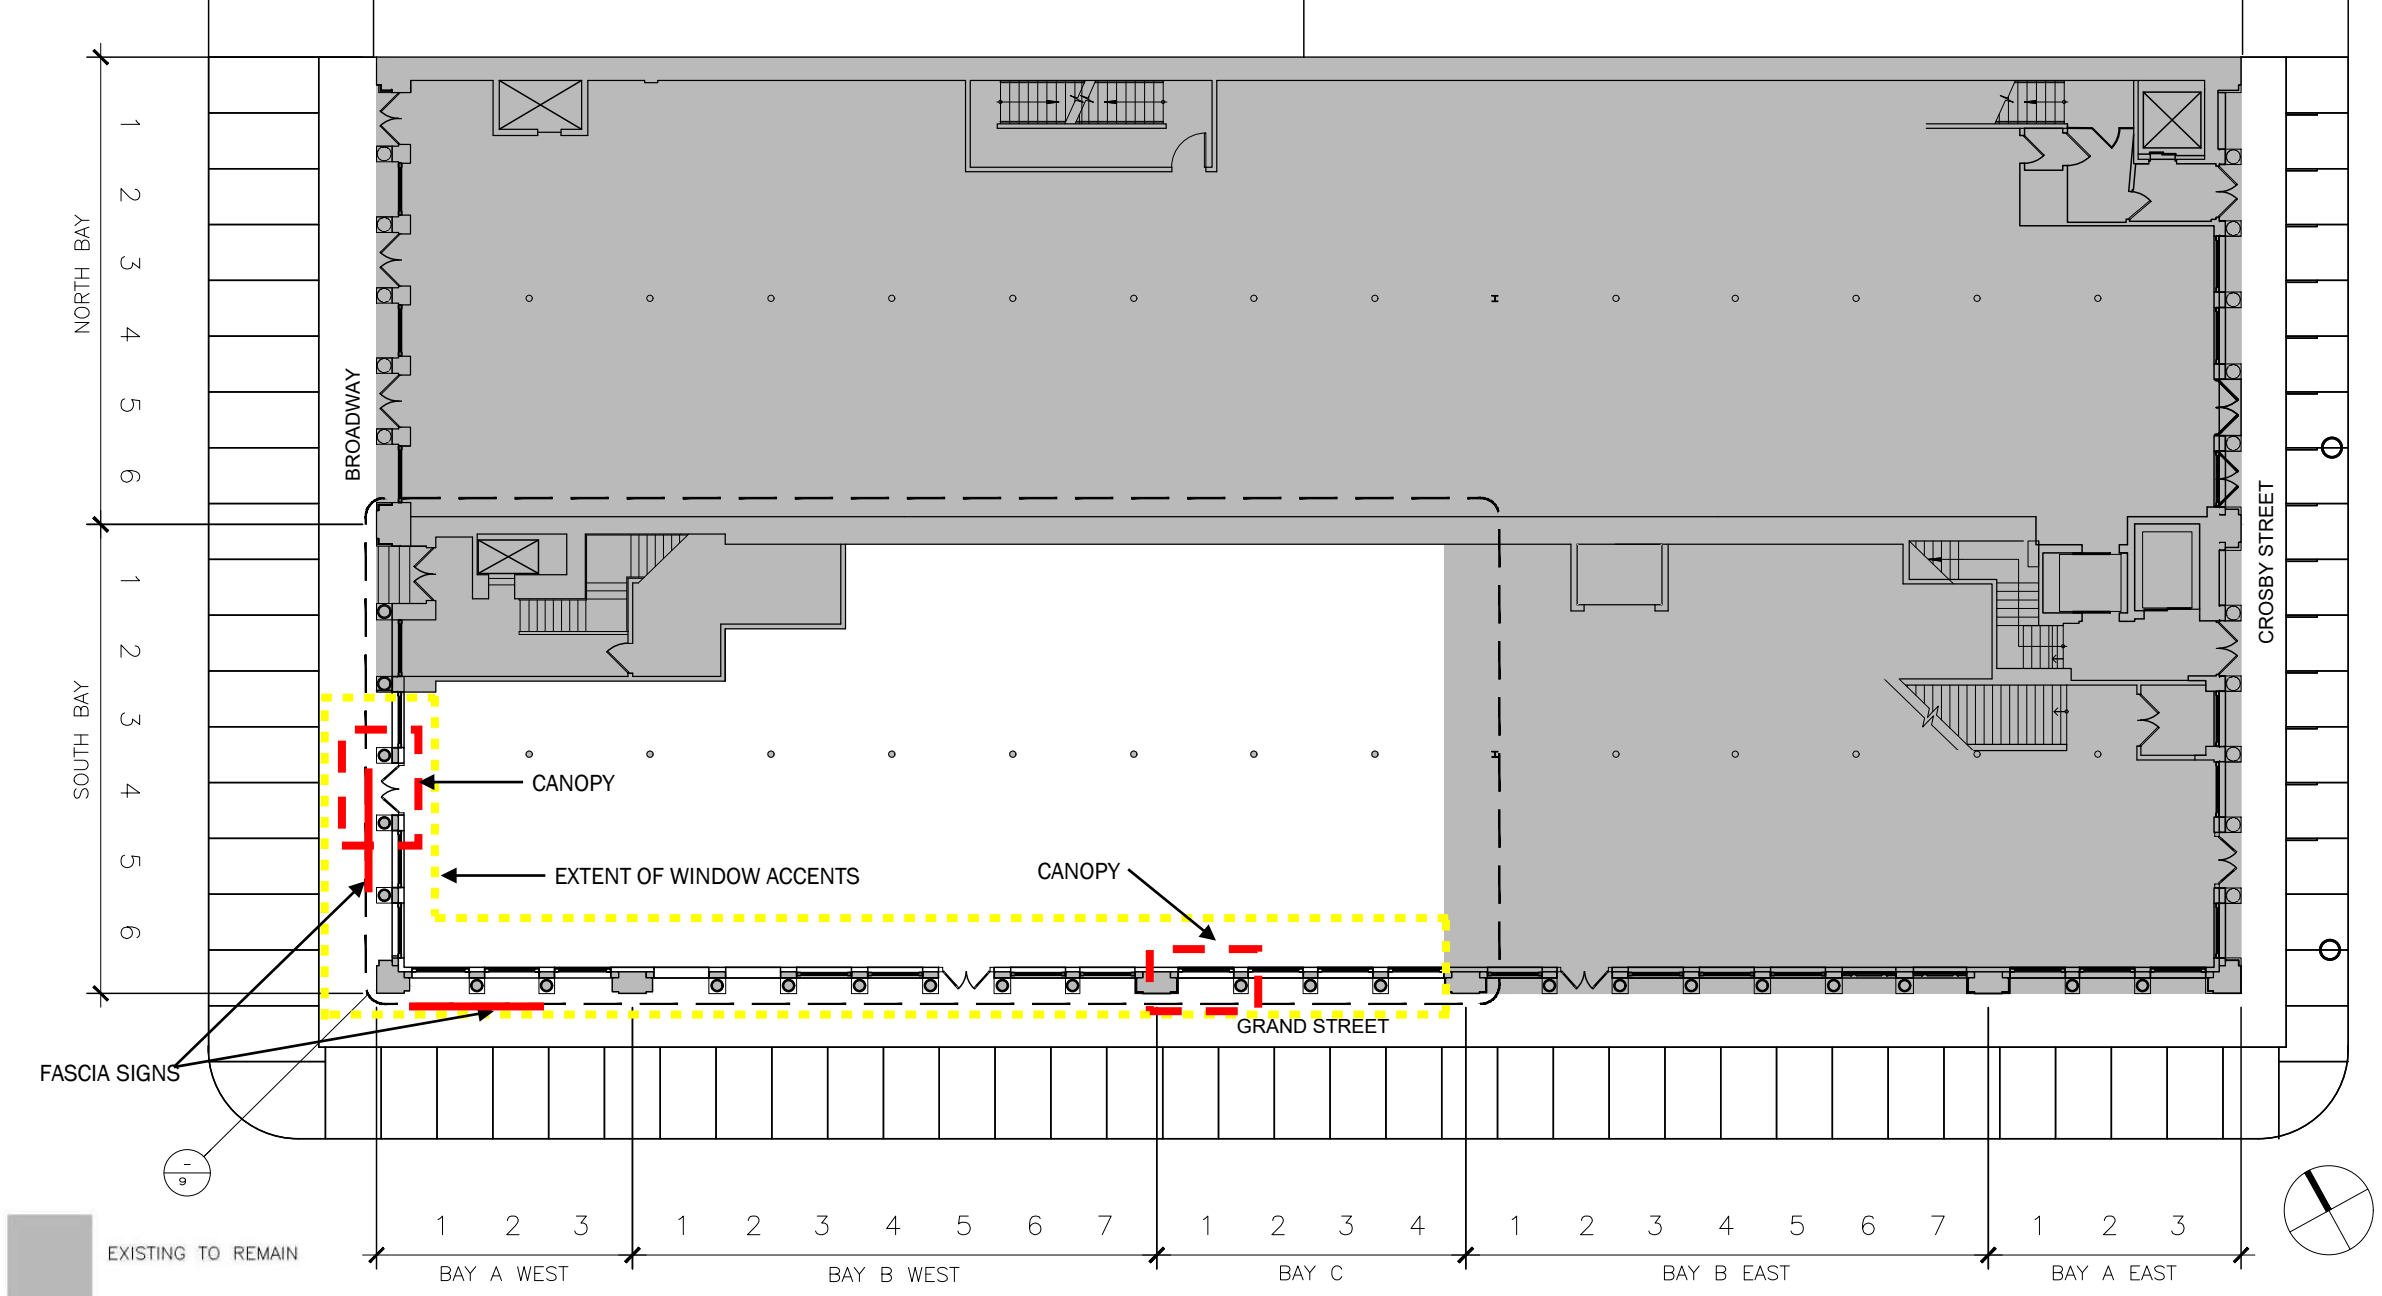 1
2
NORTH BAY
3
4
BROADWAY
5
6
CROSBY STREET
1
2
SOUTH BAY
3
4
CANOPY
5
EXTENT OF WINDOW ACCENTS
CANOPY
6
GRAND STREET
FASCIA SIGNS
-
9
1 2 3 1 2 3 4 5 6 7 1 2 3 4 1 2 3 4 5 6 7 1 2 3
EXISTING TO REMAIN
BAY A WEST BAY B WEST BAY C BAY B EAST BAY A EAST